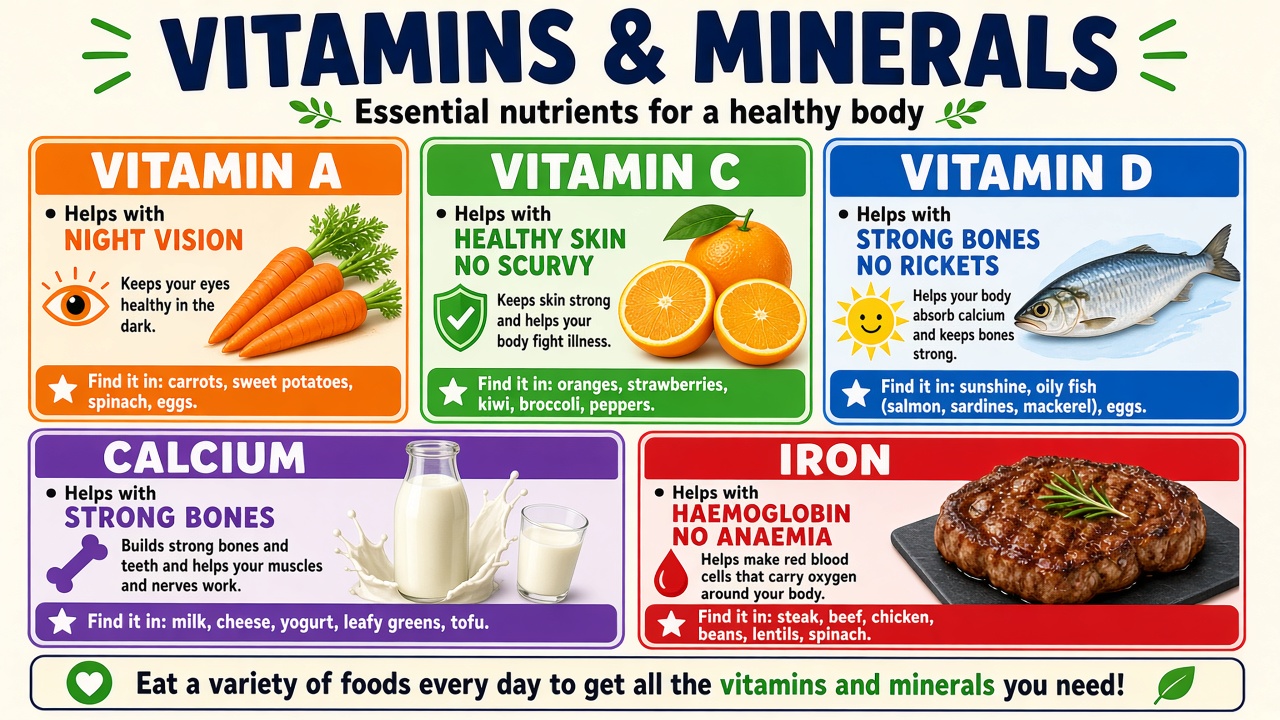 VITAMINS & MINERALS
Essential nutrients for a healthy body
VITAMIN A
• Helps with
NIGHT VISION
Keeps your eyes
healthy in the
dark.
Find it in: carrots, sweet potatoes,
spinach, eggs.
VITAMIN C
• Helps with
HEALTHY SKIN
NO SCURVY
Keeps skin strong
and helps your
body fight illness.
Find it in: oranges, strawberries,
kiwi, broccoli, peppers.
VITAMIN D
• Helps with
STRONG BONES
NO RICKETS
Helps your body
absorb calcium
and keeps bones
strong.
Find it in: sunshine, oily fish
(salmon, sardines, mackerel), eggs.
CALCIUM
• Helps with
STRONG BONES
Builds strong bones and
teeth and helps your muscles
and nerves work.
Find it in: milk, cheese, yogurt, leafy greens, tofu.
IRON
• Helps with
HAEMOGLOBIN
NO ANAEMIA
Helps make red blood
cells that carry oxygen
around your body.
Find it in: steak, beef, chicken,
beans, lentils, spinach.
Eat a variety of foods every day to get all the vitamins and minerals you need!